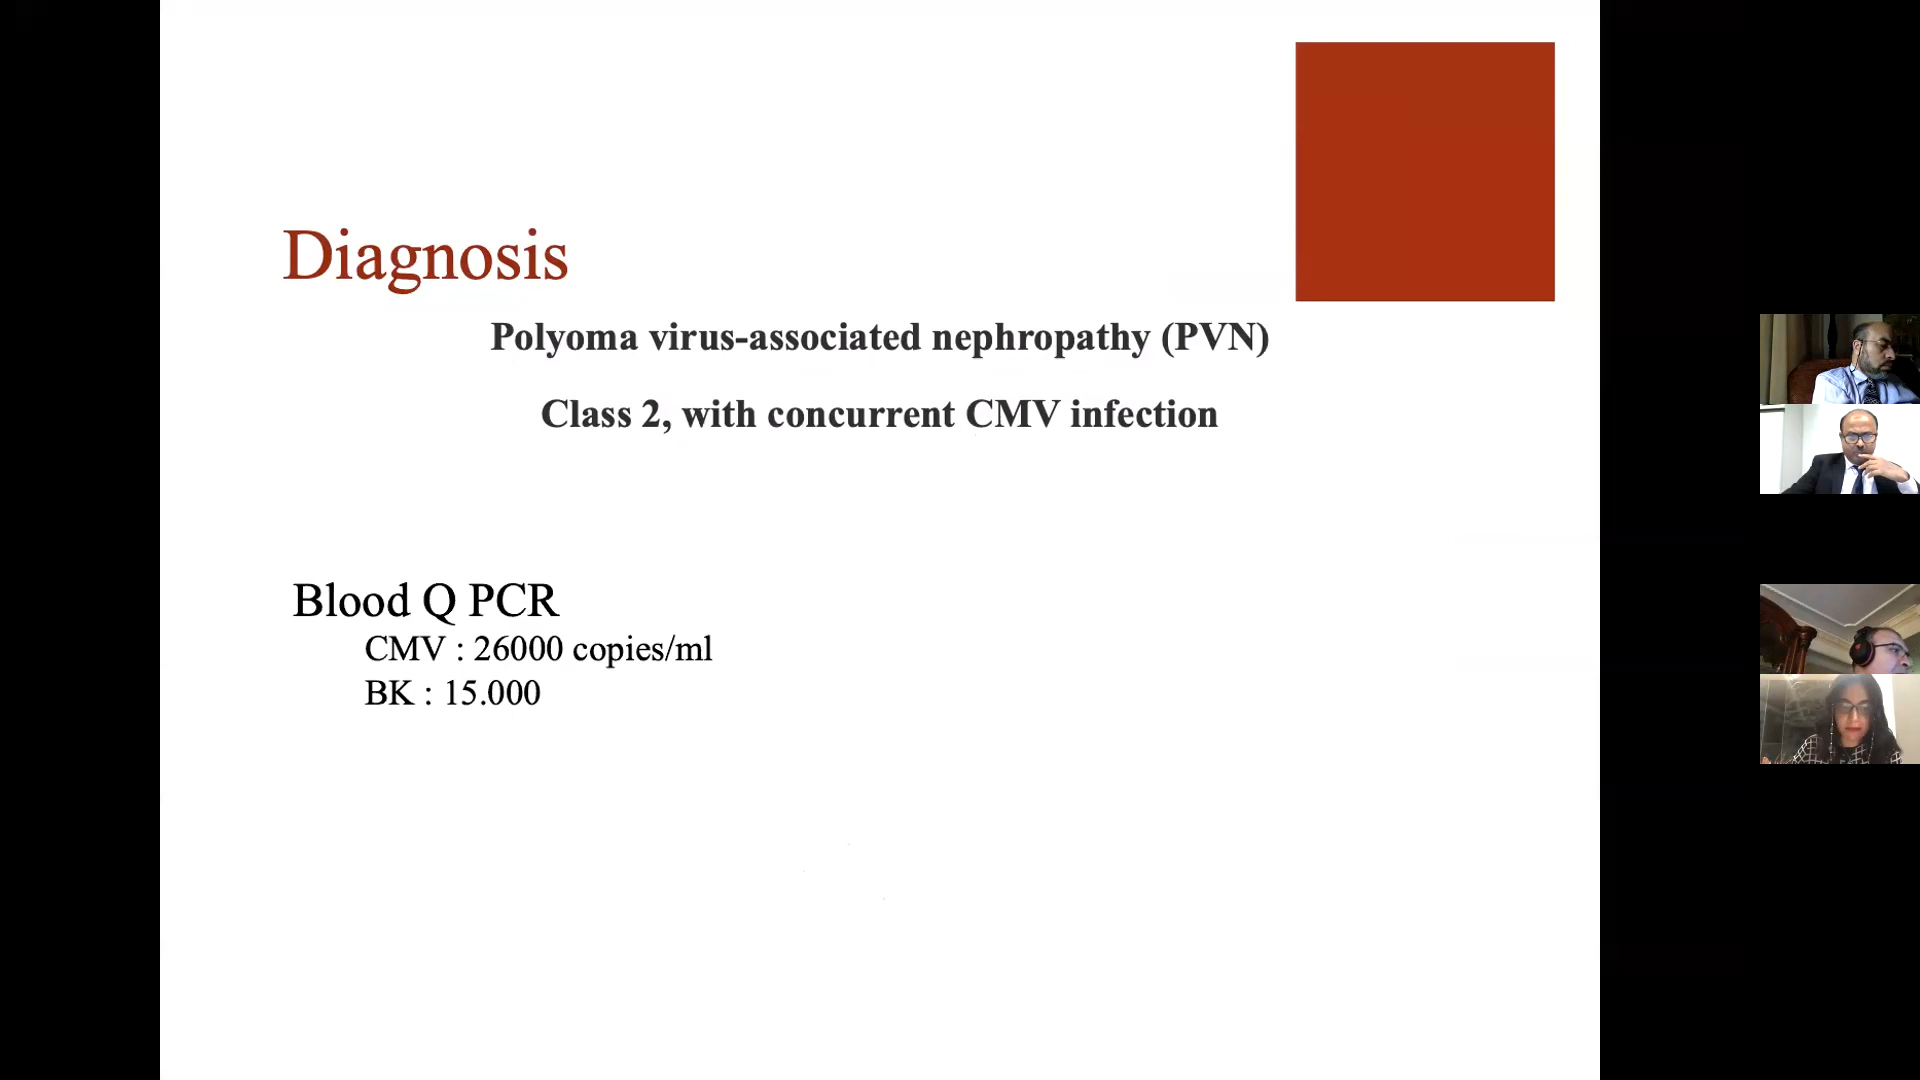 Diagnosis
Polyoma virus-associated nephropathy (PVN)
Class 2, with concurrent CMV infection
Blood Q PCR
CMV : 26000 copies/ml
BK : 15.000